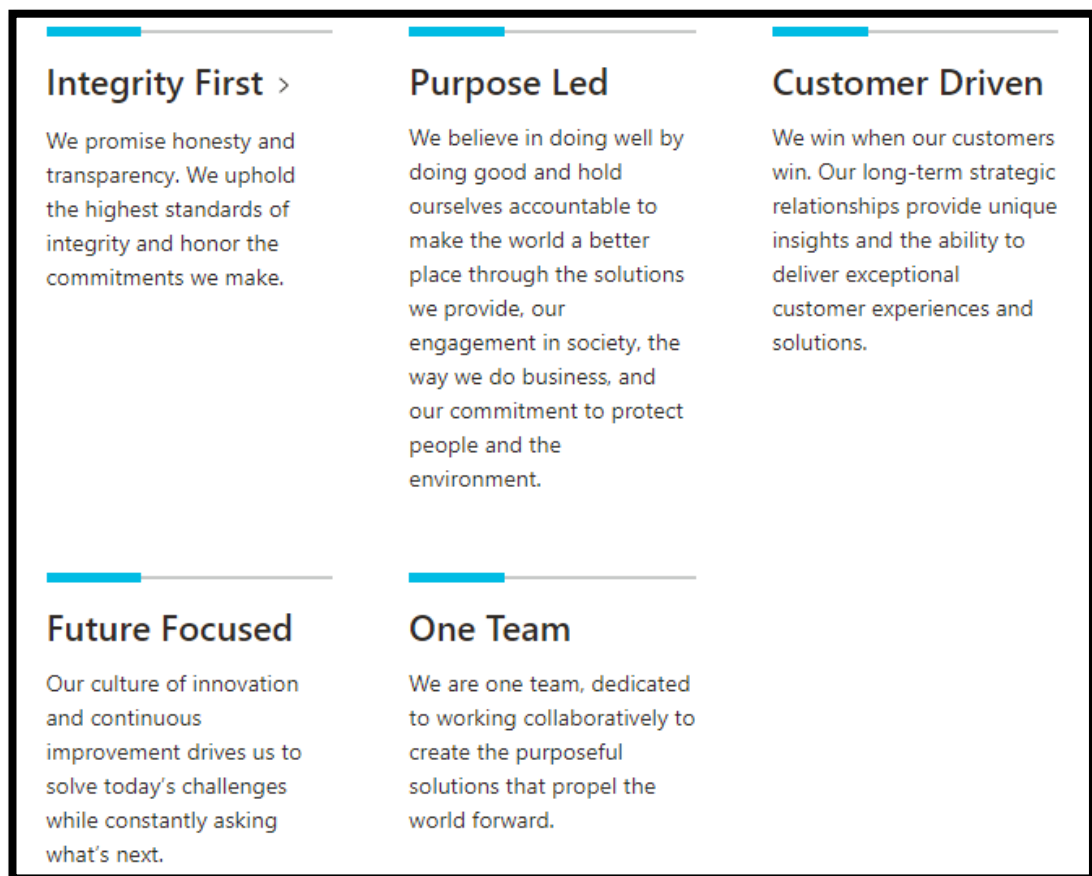 Integrity First >
We promise honesty and
transparency. We uphold
the highest standards of
integrity and honor the
commitments we make.
Purpose Led
We believe in doing well by
doing good and hold
ourselves accountable to
make the world a better
place through the solutions
we provide, our
engagement in society, the
way we do business, and
our commitment to protect
people and the
environment.
Customer Driven
We win when our customers
win. Our long-term strategic
relationships provide unique
insights and the ability to
deliver exceptional
customer experiences and
solutions.
Future Focused
Our culture of innovation
and continuous
improvement drives us to
solve today's challenges
while constantly asking
what's next.
One Team
We are one team, dedicated
to working collaboratively to
create the purposeful
solutions that propel the
world forward.